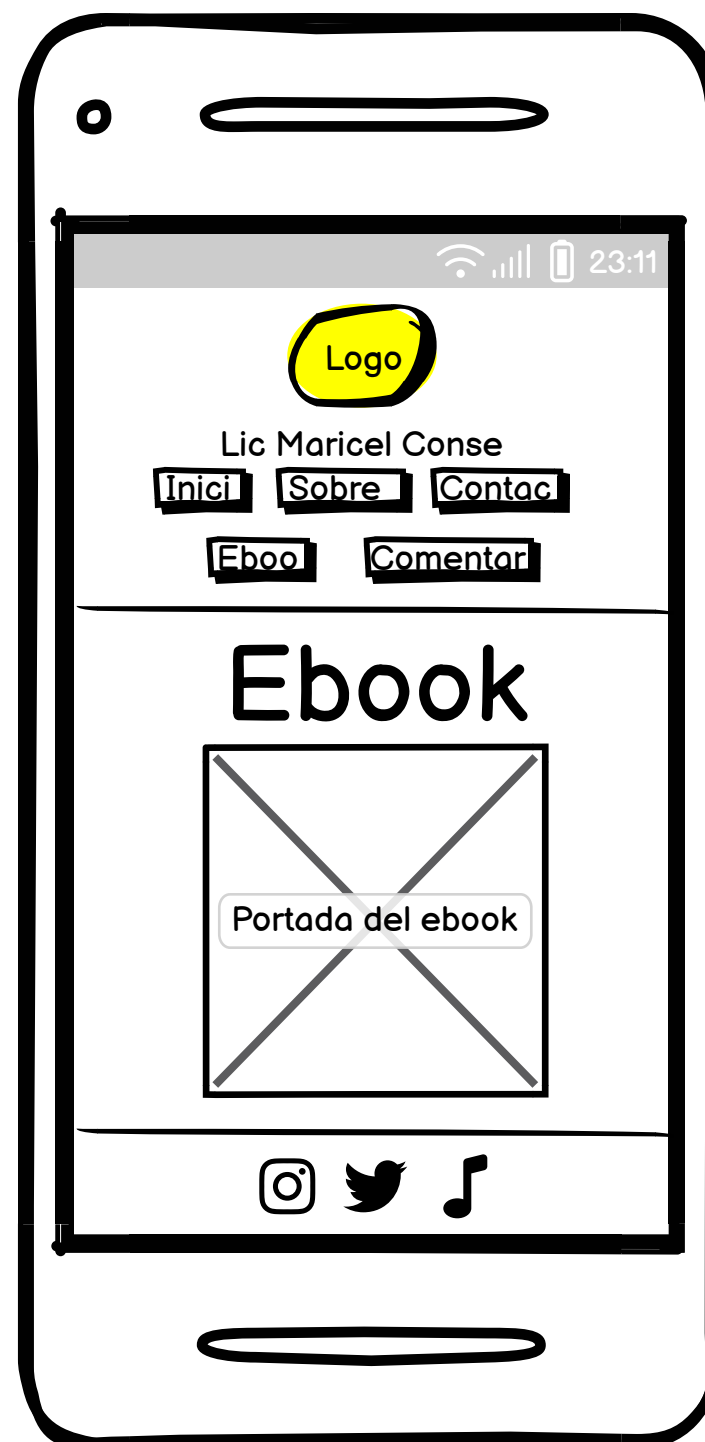 23:11
Logo
Lic Maricel Conse
Inici Sobre Contac
Eboo Comentar
Ebook
Portada del ebook